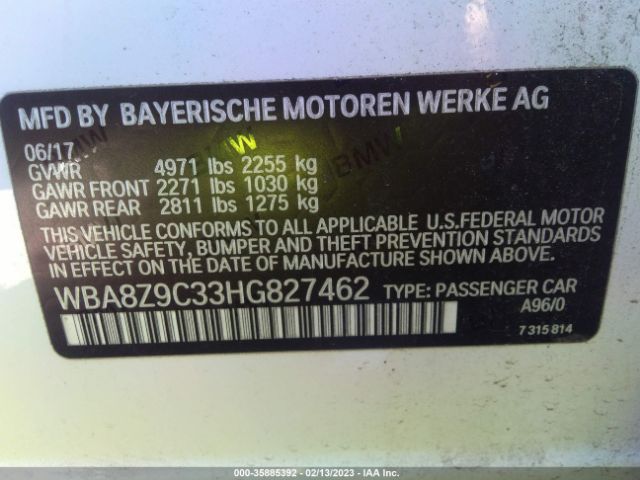 MFD BY BAYERISCHE MOTOREN WERKE AG
06/17
GVWR 4971 lbs 2255 kg
GAWR FRONT 2271 lbs 1030 kg
GAWR REAR 2811 lbs 1275 kg
THIS VEHICLE CONFORMS TO ALL APPLICABLE U.S.FEDERAL MOTOR
VEHICLE SAFETY, BUMPER AND THEFT PREVENTION STANDARDS
IN EFFECT ON THE DATE OF MANUFACTURE SHOWN ABOVE.
WBA8Z9C33HG827462 TYPE: PASSENGER CAR
A96/0
7 315 814
BMW
000-35885392 - 02/13/2023 - IAA Inc.